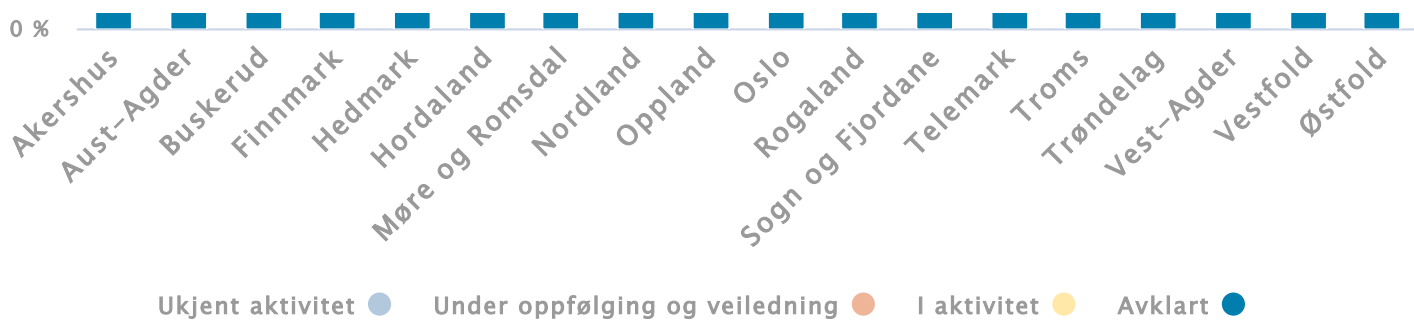 0 %
Akershus
Aust-Agder
Buskerud
Finnmark
Hedmark
Hordaland
Møre og Romsdal
Nordland
Oppland
Oslo
Rogaland
Sogn og Fjordane
Telemark
Troms
Trøndelag
Vest-Agder
Vestfold
Østfold
Ukjent aktivitet
Under oppfølging og veiledning
I aktivitet
Avklart